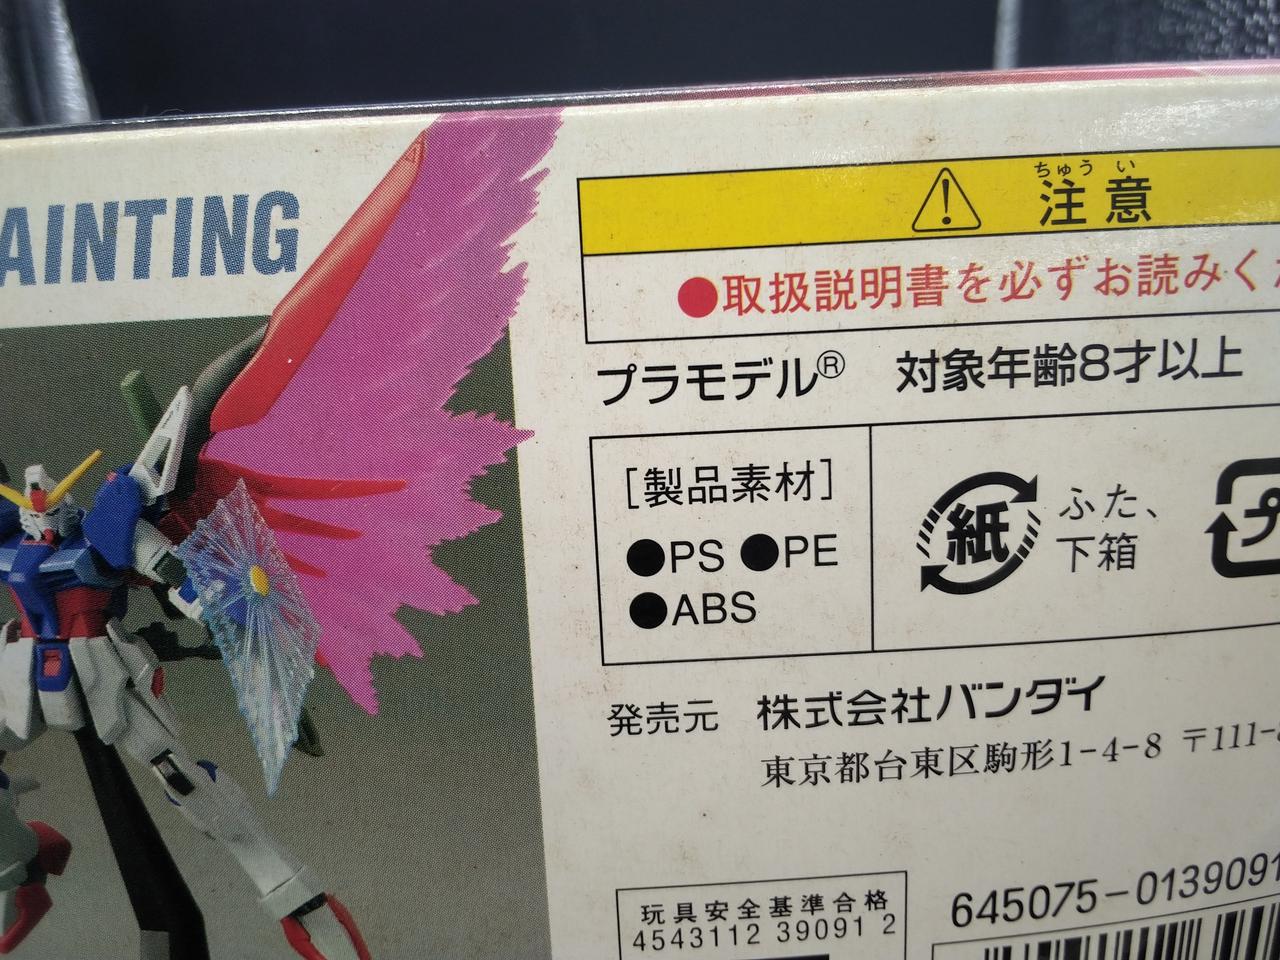 AINTING
ちゅう い
注意
●取扱説明書を必ずお読みく
プラモデル® 対象年齢8才以上
[製品素材]
●PS ●PE
●ABS
紙
ふた、
下箱
プ
発売元 株式会社バンダイ
東京都台東区駒形1-4-8 〒111-
玩具安全基準合格
4543112 39091 2
645075-0139091